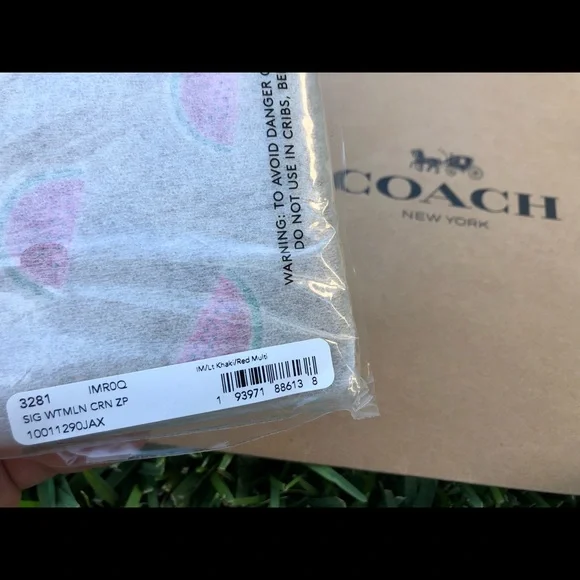 WARNING: TO AVOID DANGER
DO NOT USE IN CRIBS,
COACH
NEW YORK
3281 IMR0Q
SIG WTMLN CRN ZP
10011290JAX
IM/Lt Khaki/Red Multi
1 93971 88613 8